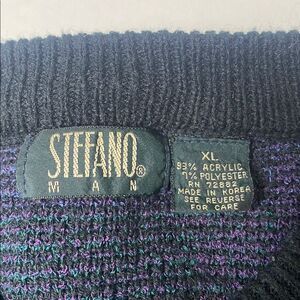 STEFANO®
MAN
XL
93% ACRYLIC
7% POLYESTER
RN 72882
MADE IN KOREA
SEE REVERSE
FOR CARE